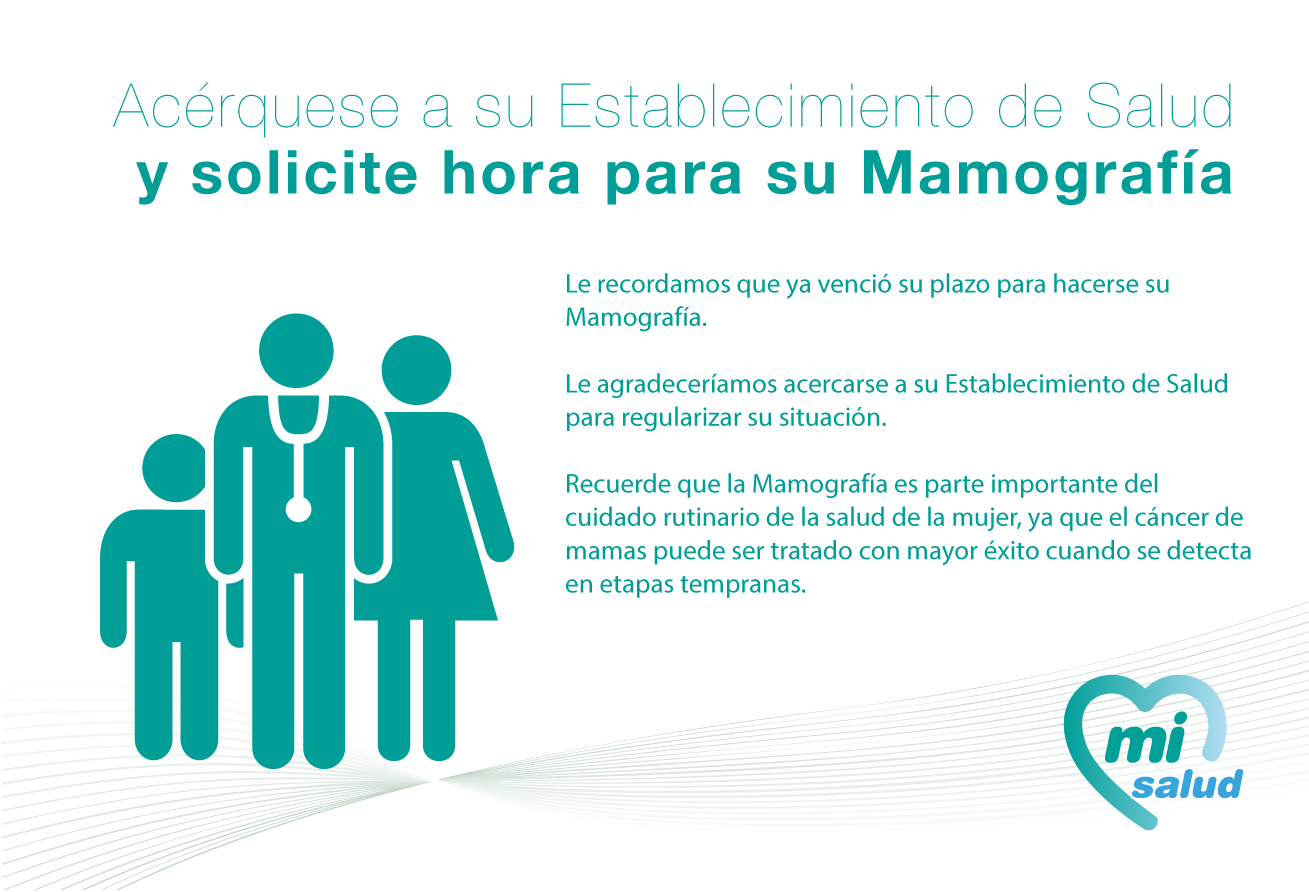 Acérquese a su Establecimiento de Salud
y solicite hora para su Mamografía
Le recordamos que ya venció su plazo para hacerse su
Mamografía.
Le agradeceríamos acercarse a su Establecimiento de Salud
para regularizar su situación.
Recuerde que la Mamografía es parte importante del
cuidado rutinario de la salud de la mujer, ya que el cáncer de
mamas puede ser tratado con mayor éxito cuando se detecta
en etapas tempranas.
mi
salud